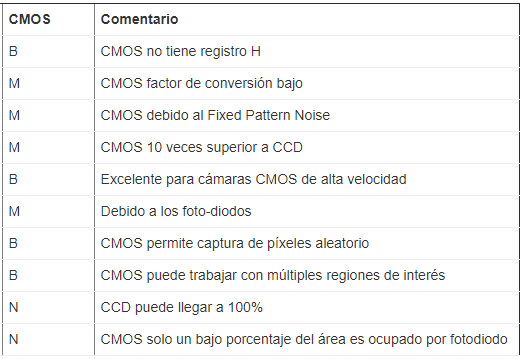 CMOS Comentario
B CMOS no tiene registro H
M CMOS factor de conversión bajo
M CMOS debido al Fixed Pattern Noise
M CMOS 10 veces superior a CCD
B Excelente para cámaras CMOS de alta velocidad
M Debido a los foto-diodos
B CMOS permite captura de píxeles aleatorio
B CMOS puede trabajar con múltiples regiones de interés
N CCD puede llegar a 100%
N CMOS solo un bajo porcentaje del área es ocupado por fotodiodo